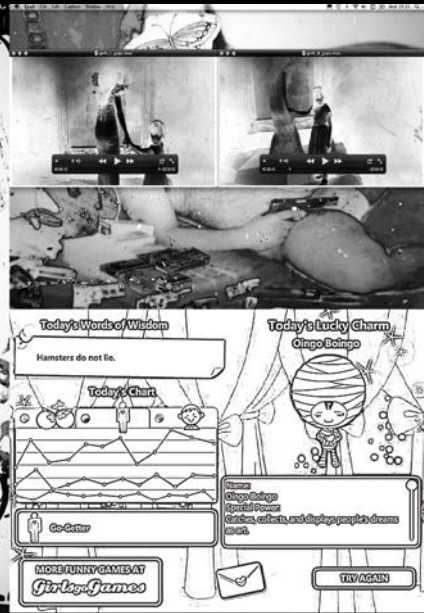 Today's Words of Wisdom
Hamsters do not lie.
Today's Chart
Go-Getter
MORE FUNNY GAMES AT
GirlsgoGames
Today's Lucky Charm
Oingo Boingo
Name:
Oingo Boingo
Special Power:
Catches, collects, and displays people's dreams
as art.
TRY AGAIN